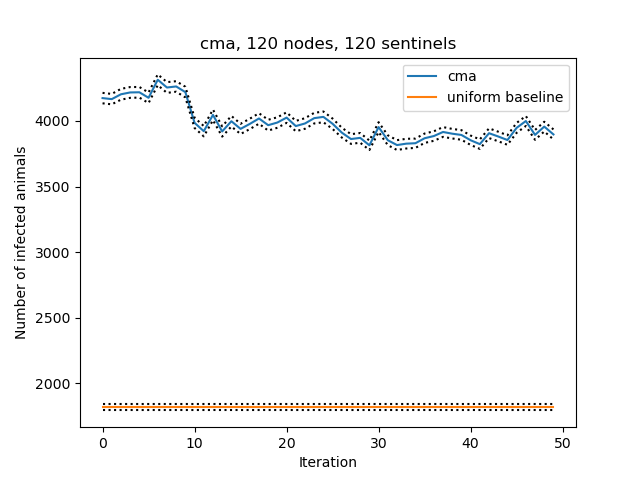 cma, 120 nodes, 120 sentinels
cma
uniform baseline
Number of infected animals
4000
3500
3000
2500
2000
0 10 20 30 40 50
Iteration